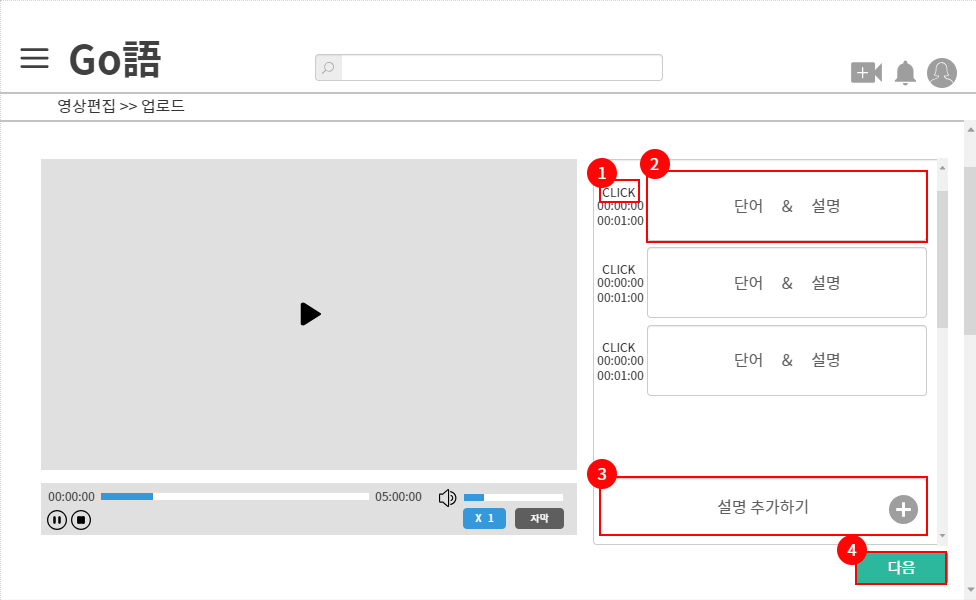 Go語
영상편집 >> 업로드
1
CLICK
00:00:00
00:01:00
2
단어 & 설명
CLICK
00:00:00
00:01:00
단어 & 설명
CLICK
00:00:00
00:01:00
단어 & 설명
3
설명 추가하기
00:00:00
05:00:00
X 1
자막
4
다음